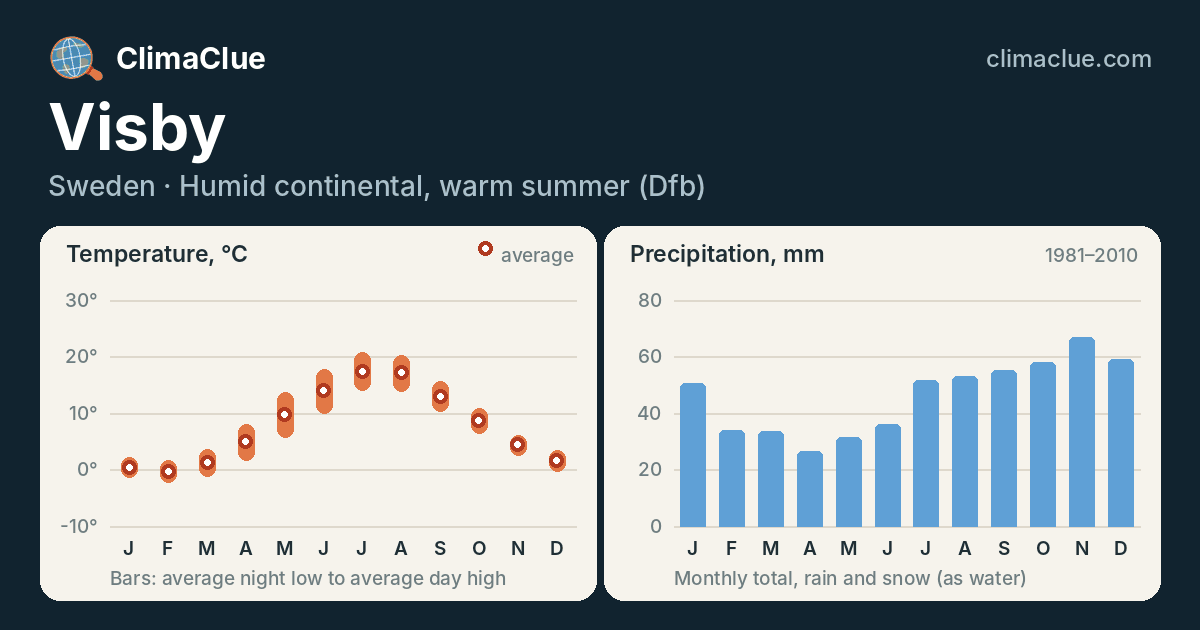 ClimaClue
climaclue.com
Visby
Sweden · Humid continental, warm summer (Dfb)
Temperature, °C
average
30°
20°
10°
0°
-10°
J F M A M J J A S O N D
Bars: average night low to average day high
Precipitation, mm
1981–2010
80
60
40
20
0
J F M A M J J A S O N D
Monthly total, rain and snow (as water)